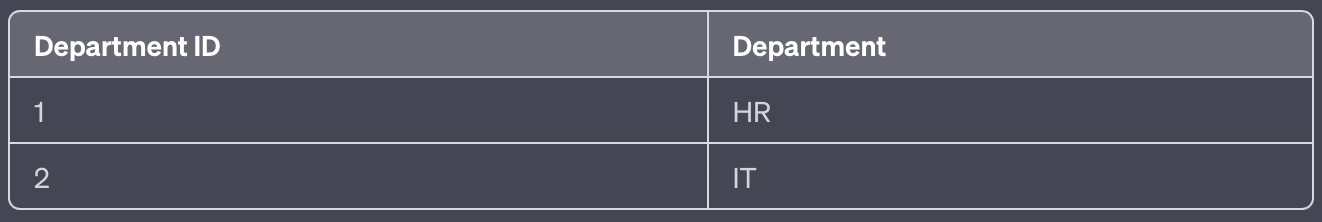 Department ID Department
1 HR
2 IT